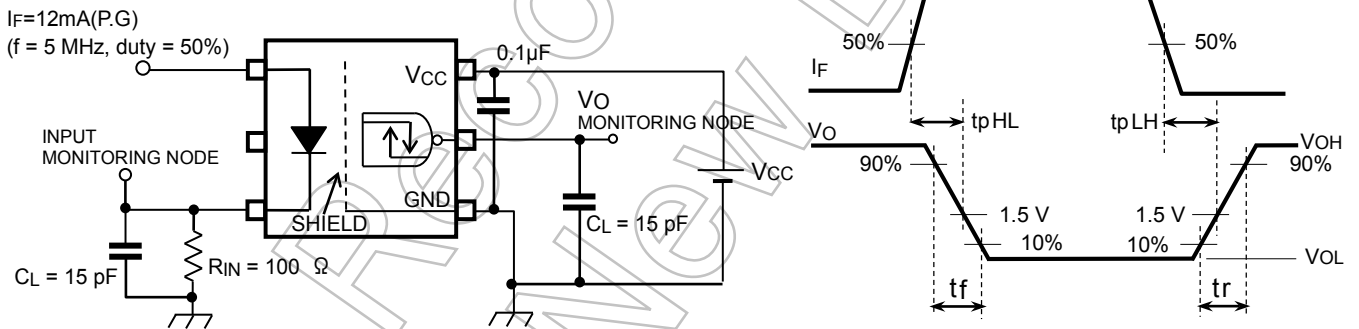 IF=12mA(P.G)
(f = 5 MHz, duty = 50%)
INPUT
MONITORING NODE
CL = 15 pF
RIN = 100 Ω
SHIELD
VCC
GND
0.1μF
VO
MONITORING NODE
CL = 15 pF
VCC
50%
50%
IF
tpHL
tpLH
VO
VOH
90%
90%
1.5 V
1.5 V
10%
10%
VOL
tf
tr
Reco
New